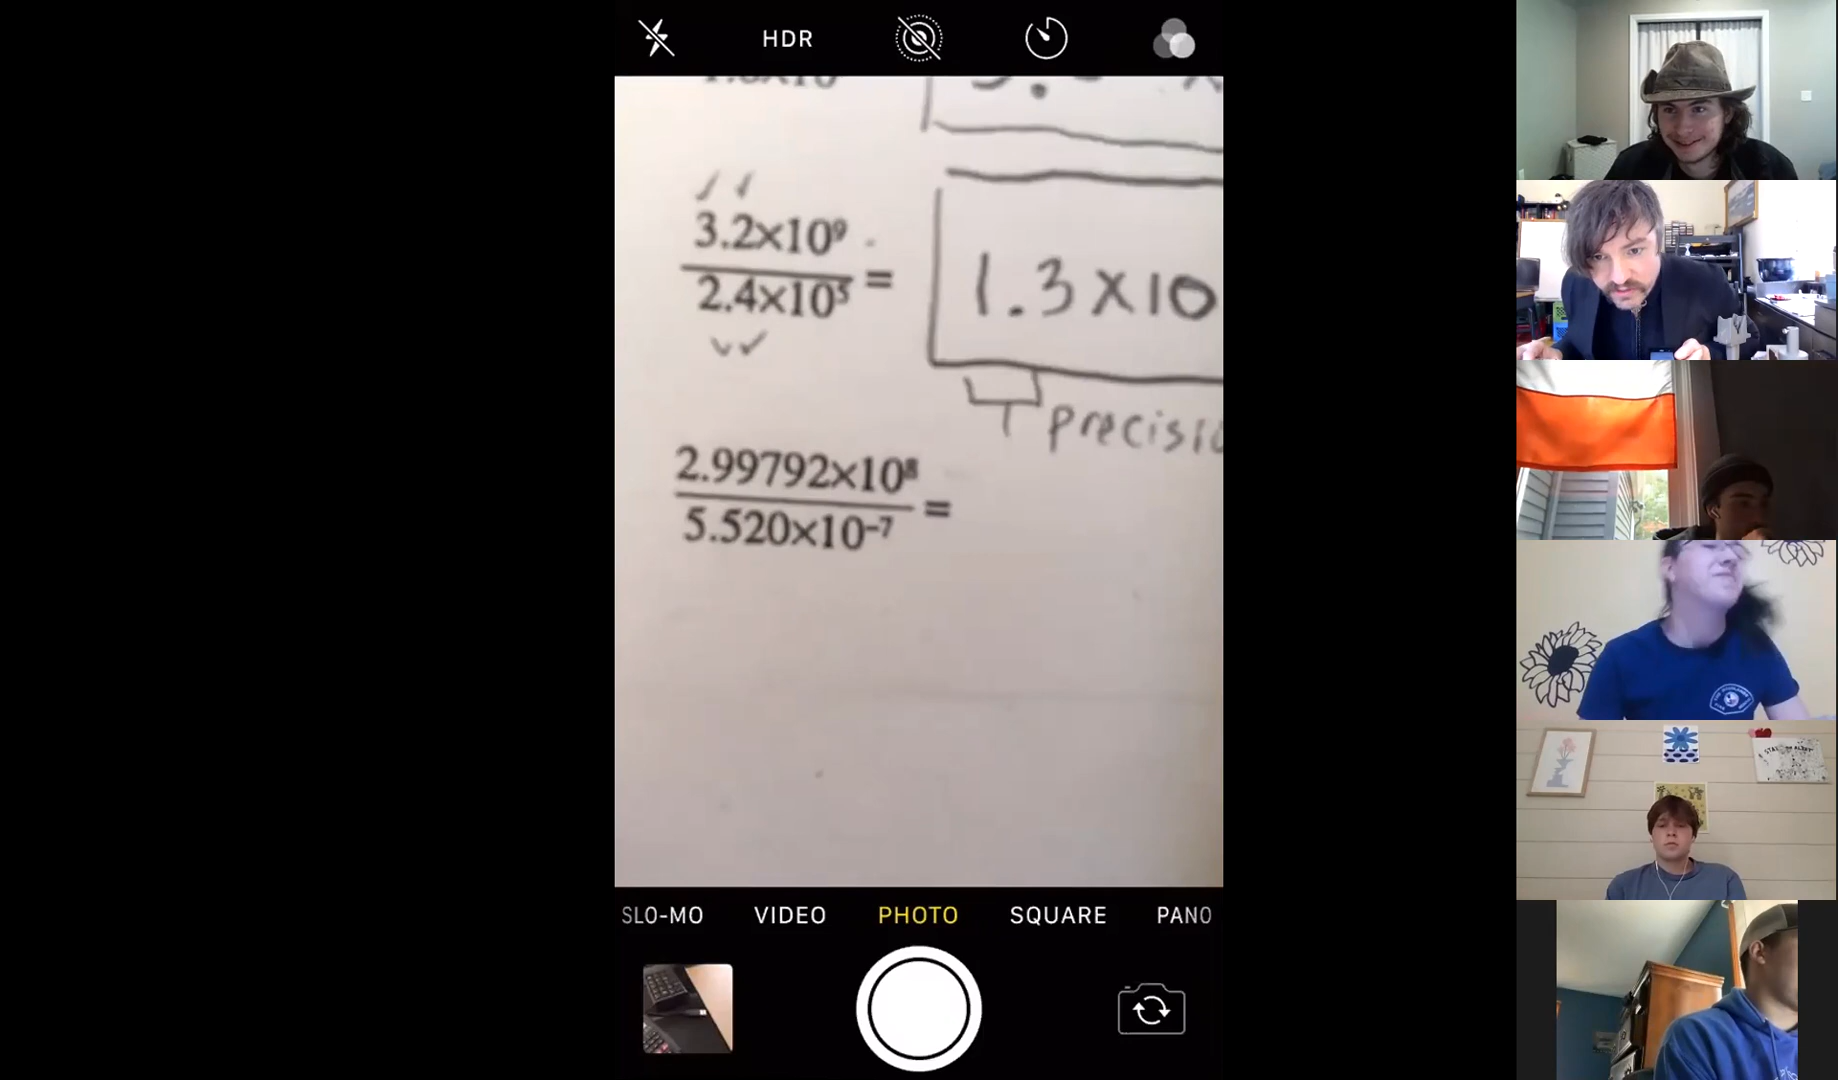 HDR
3.2×10⁹
2.4×10⁵ =
1.3×10
precisio
2.99792×10⁸
5.520×10⁻⁷ =
SLO-MO VIDEO PHOTO SQUARE PANO